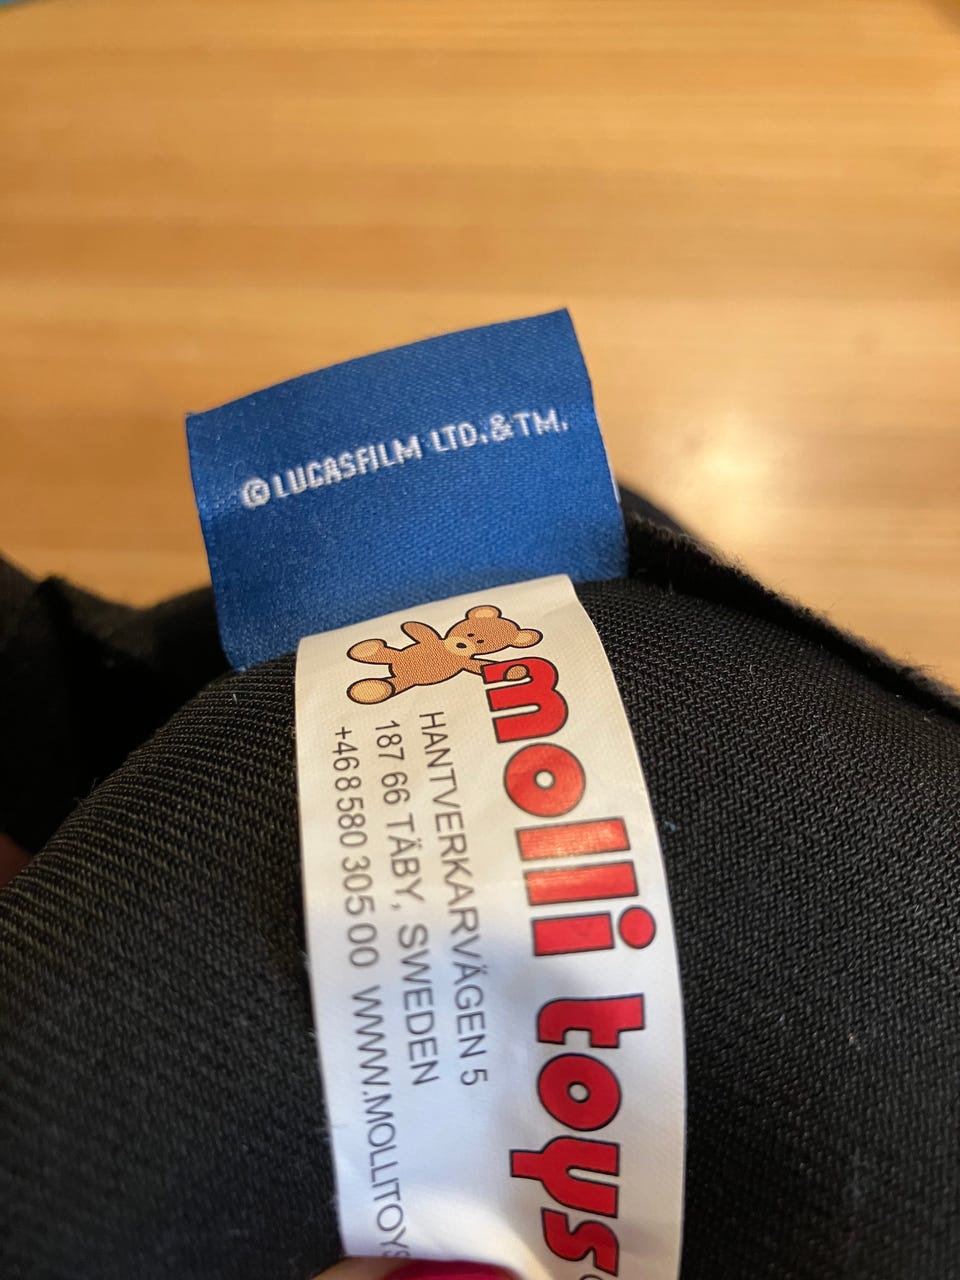 ©LUCASFILM LTD.&TM.
molli toys
HANTVERKARVÄGEN 5
187 66 TÄBY, SWEDEN
+46 8 580 305 00 WWW.MOLLITOYS